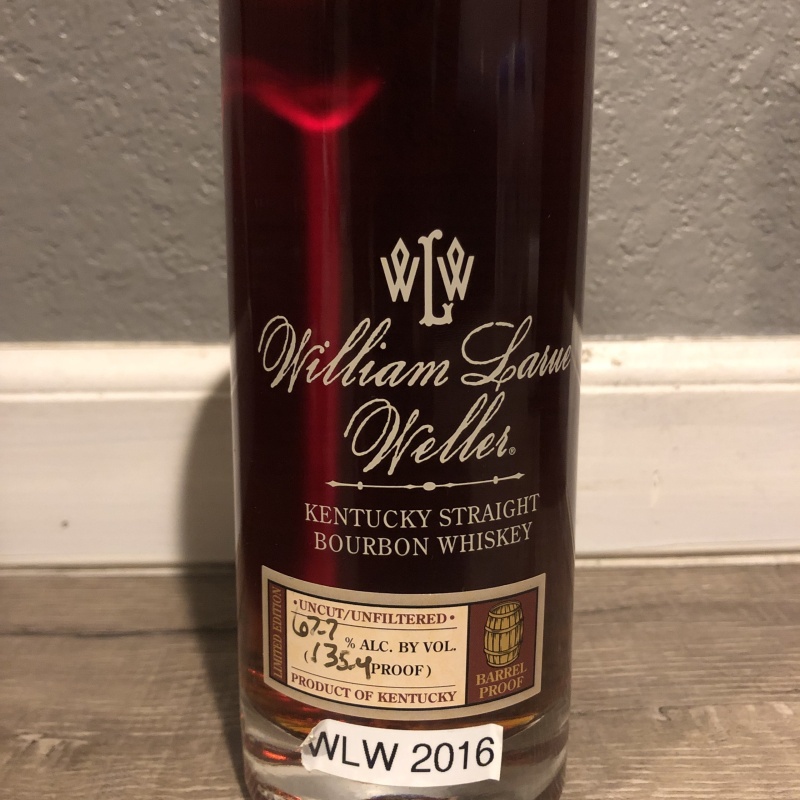 WLW
William Larue
Weller®
KENTUCKY STRAIGHT
BOURBON WHISKEY
LIMITED EDITION
• UNCUT/UNFILTERED •
67.7 % ALC. BY VOL.
(135.4 PROOF)
PRODUCT OF KENTUCKY
BARREL
PROOF
WLW 2016